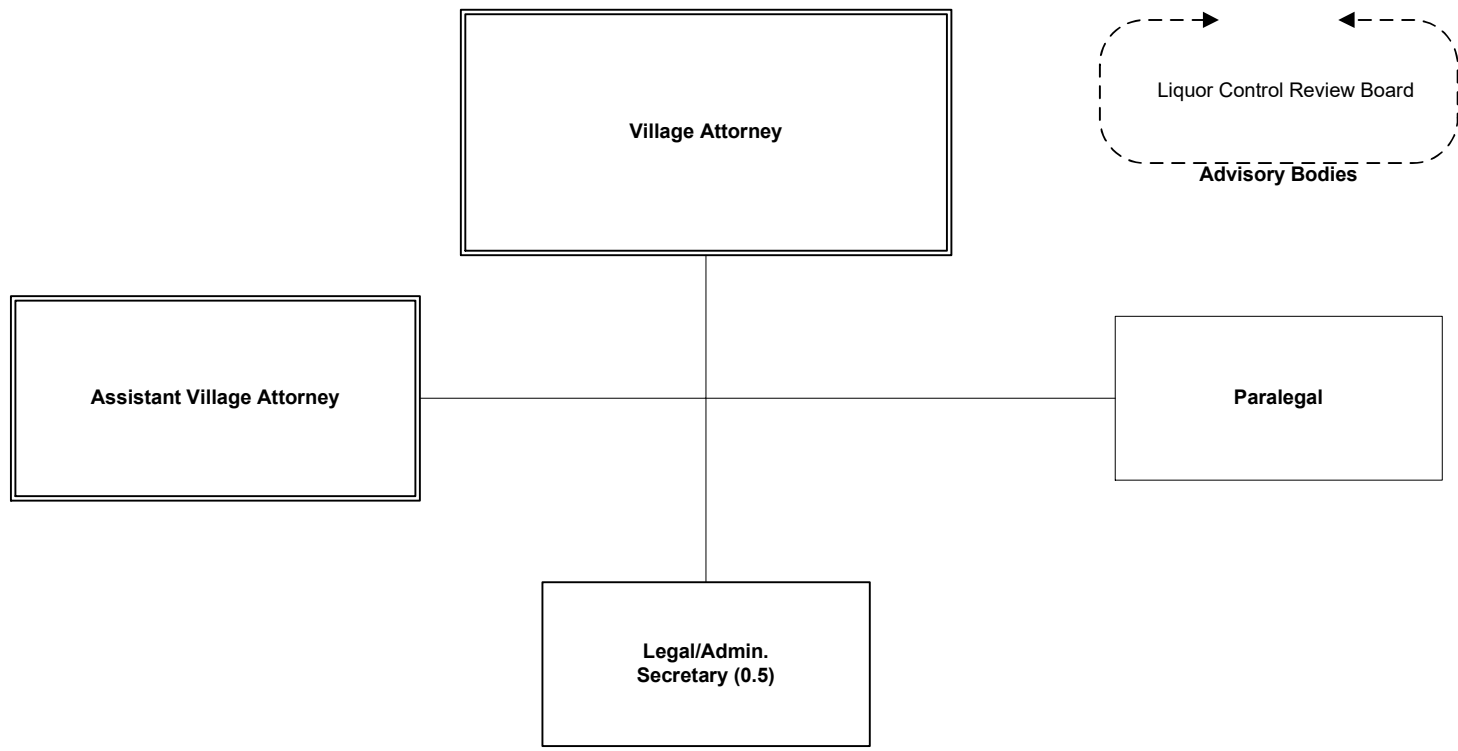 Village Attorney
Liquor Control Review Board
Advisory Bodies
Assistant Village Attorney
Paralegal
Legal/Admin.
Secretary (0.5)